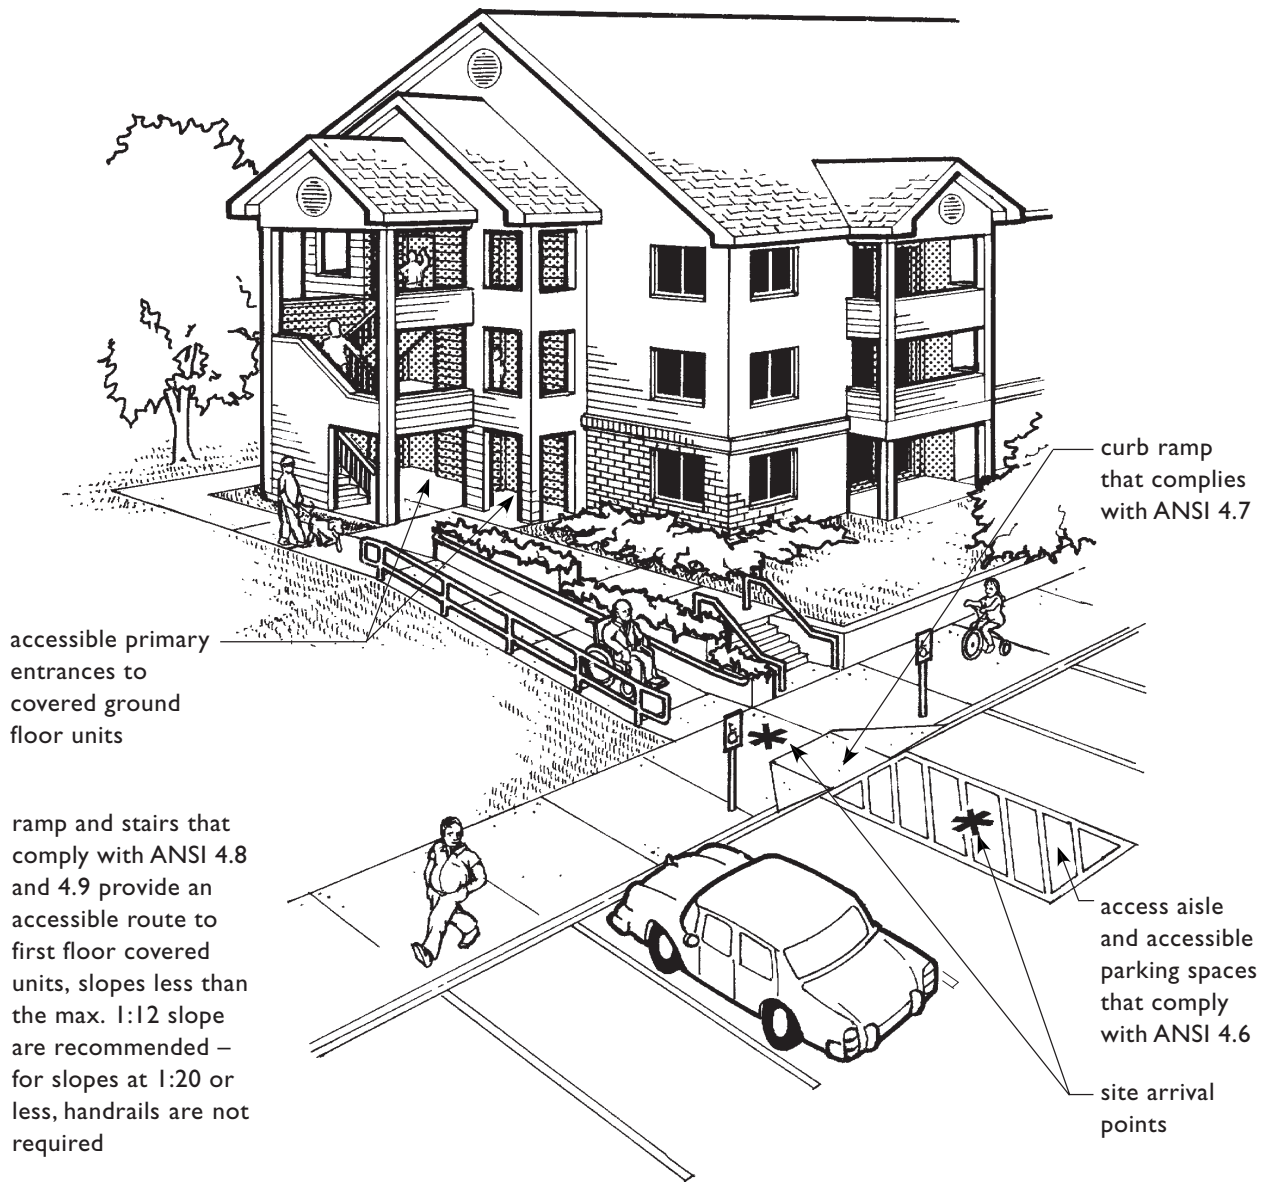 curb ramp
that complies
with ANSI 4.7
accessible primary
entrances to
covered ground
floor units
ramp and stairs that
comply with ANSI 4.8
and 4.9 provide an
accessible route to
first floor covered
units, slopes less than
the max. 1:12 slope
are recommended –
for slopes at 1:20 or
less, handrails are not
required
access aisle
and accessible
parking spaces
that comply
with ANSI 4.6
site arrival
points